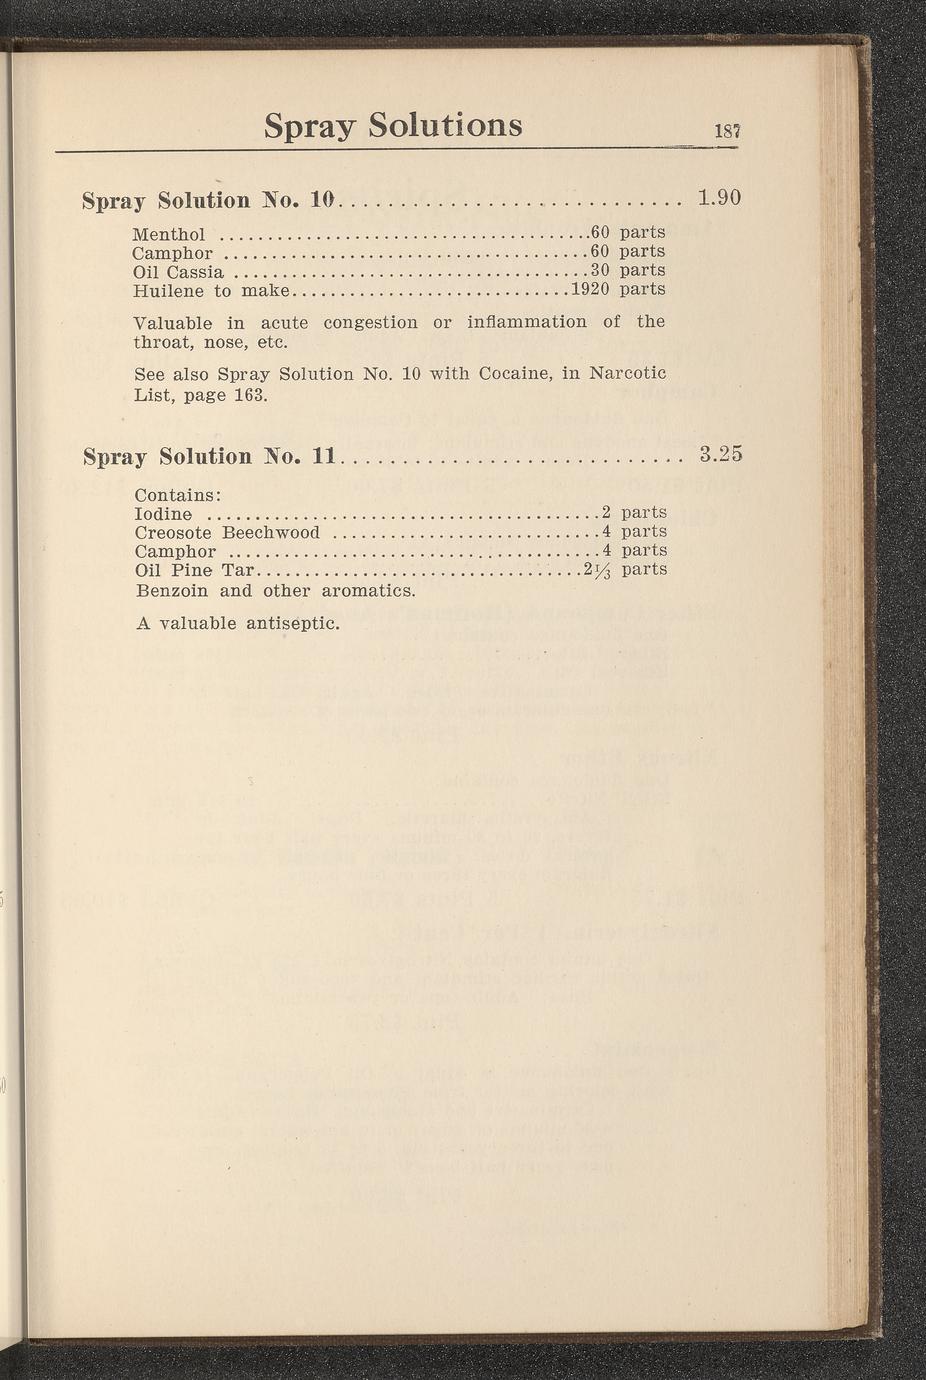 Spray Solutions 187
Spray Solution No. 10............................ 1.90
Menthol .......................................60 parts
Camphor ......................................60 parts
Oil Cassia .....................................30 parts
Huilene to make.............................1920 parts
Valuable in acute congestion or inflammation of the
throat, nose, etc.
See also Spray Solution No. 10 with Cocaine, in Narcotic
List, page 163.
Spray Solution No. 11............................ 3.25
Contains:
Iodine .........................................2 parts
Creosote Beechwood ............................4 parts
Camphor .......................................4 parts
Oil Pine Tar..................................2⅓ parts
Benzoin and other aromatics.
A valuable antiseptic.